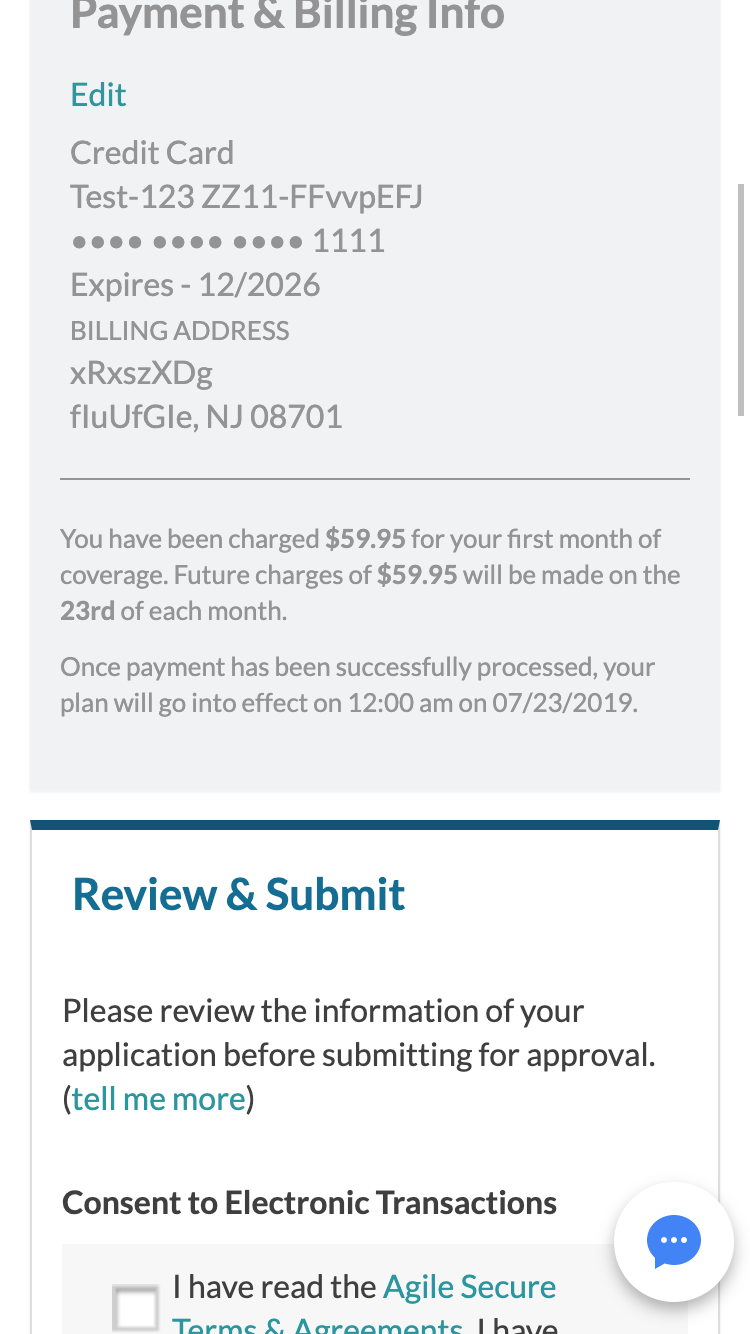 Payment & Billing Info
Edit
Credit Card
Test-123 ZZ11-FFvvpEFJ
•••• •••• •••• 1111
Expires - 12/2026
BILLING ADDRESS
xRxszXDg
fIuUfGIe, NJ 08701
You have been charged $59.95 for your first month of
coverage. Future charges of $59.95 will be made on the
23rd of each month.
Once payment has been successfully processed, your
plan will go into effect on 12:00 am on 07/23/2019.
Review & Submit
Please review the information of your
application before submitting for approval.
(tell me more)
Consent to Electronic Transactions
I have read the Agile Secure
Terms & Agreements. I have